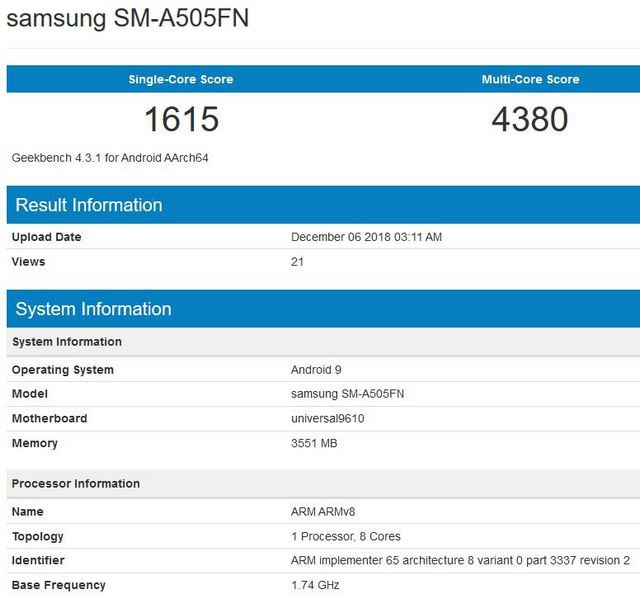 samsung SM-A505FN
Single-Core Score Multi-Core Score
1615 4380
Geekbench 4.3.1 for Android AArch64
Result Information
Upload Date December 06 2018 03:11 AM
Views 21
System Information
System Information
Operating System Android 9
Model samsung SM-A505FN
Motherboard universal9610
Memory 3551 MB
Processor Information
Name ARM ARMv8
Topology 1 Processor, 8 Cores
Identifier ARM implementer 65 architecture 8 variant 0 part 3337 revision 2
Base Frequency 1.74 GHz